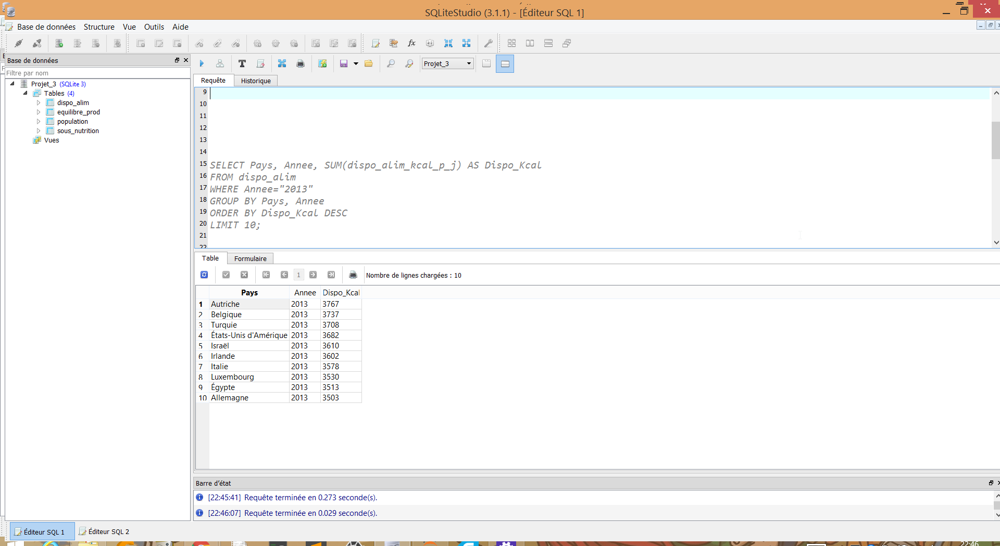 SQLiteStudio (3.1.1) - [Éditeur SQL 1]
Base de données Structure Vue Outils Aide
Base de données
Filtre par nom
Projet_3 (SQLite 3)
Tables (4)
dispo_alim
equilibre_prod
population
sous_nutrition
Vues
Projet_3
Requête Historique
9
10
11
12
13
14
15 SELECT Pays, Annee, SUM(dispo_alim_kcal_p_j) AS Dispo_Kcal
16 FROM dispo_alim
17 WHERE Annee="2013"
18 GROUP BY Pays, Annee
19 ORDER BY Dispo_Kcal DESC
20 LIMIT 10;
21
22
Table Formulaire
1 Nombre de lignes chargées : 10
Pays Annee Dispo_Kcal
1 Autriche 2013 3767
2 Belgique 2013 3737
3 Turquie 2013 3708
4 États-Unis d'Amérique 2013 3682
5 Israël 2013 3610
6 Irlande 2013 3602
7 Italie 2013 3578
8 Luxembourg 2013 3530
9 Égypte 2013 3513
10 Allemagne 2013 3503
Barre d'état
[22:45:41] Requête terminée en 0.273 seconde(s).
[22:46:07] Requête terminée en 0.029 seconde(s).
Éditeur SQL 1 Éditeur SQL 2
22:46